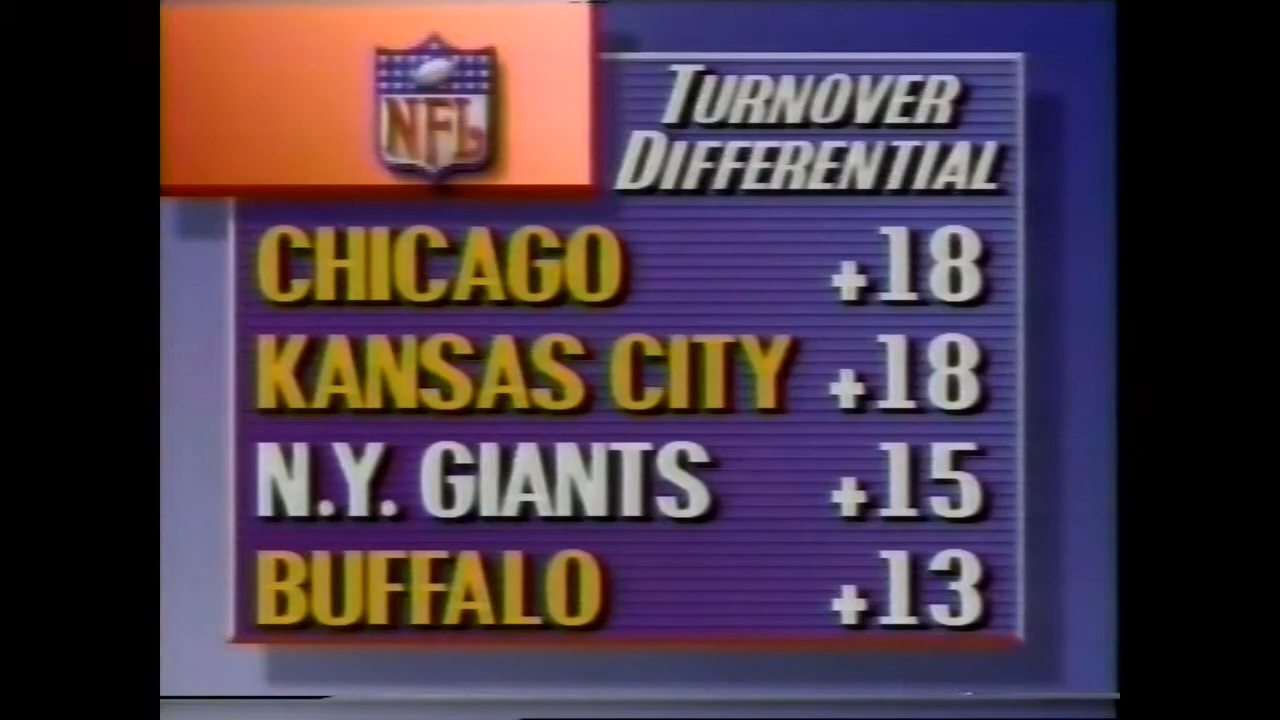 NFL
TURNOVER
DIFFERENTIAL
CHICAGO +18
KANSAS CITY +18
N.Y. GIANTS +15
BUFFALO +13